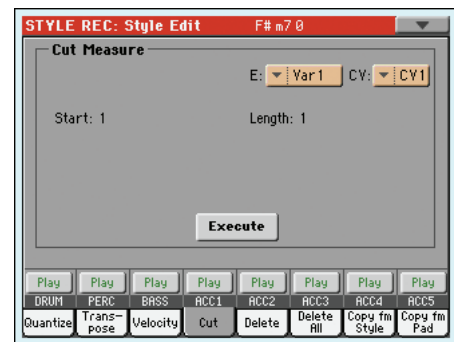 STYLE REC: Style Edit F#m7ø
Cut Measure
E: Var1 CV: CV1
Start: 1 Length: 1
Execute
Play Play Play Play Play Play Play Play
DRUM PERC BASS ACC1 ACC2 ACC3 ACC4 ACC5
Quantize Trans-pose Velocity Cut Delete Delete All Copy fm Style Copy fm Pad